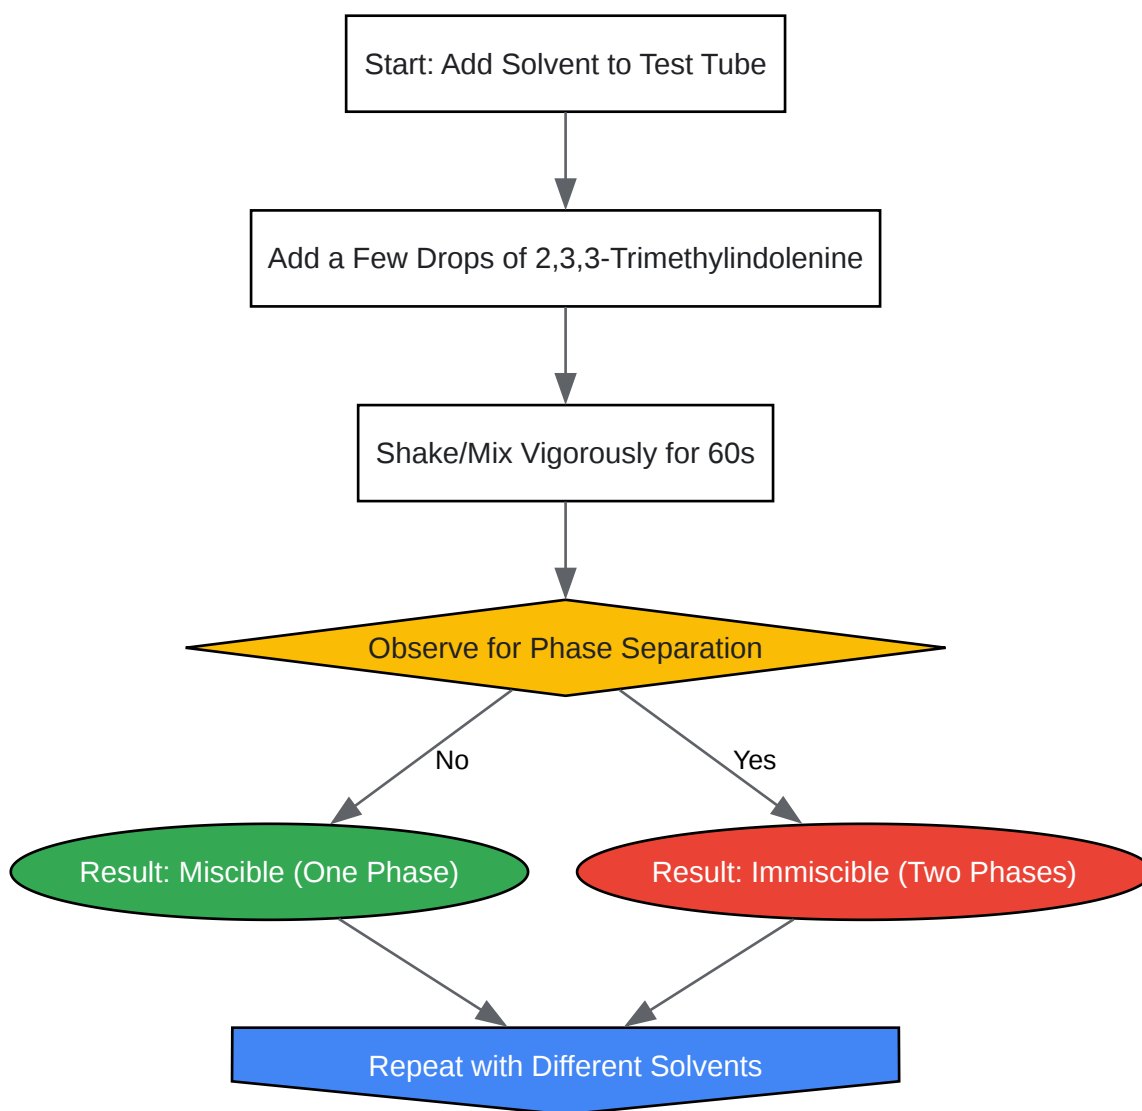 Start: Add Solvent to Test Tube
Add a Few Drops of 2,3,3-Trimethylindolenine
Shake/Mix Vigorously for 60s
Observe for Phase Separation
No
Yes
Result: Miscible (One Phase)
Result: Immiscible (Two Phases)
Repeat with Different Solvents